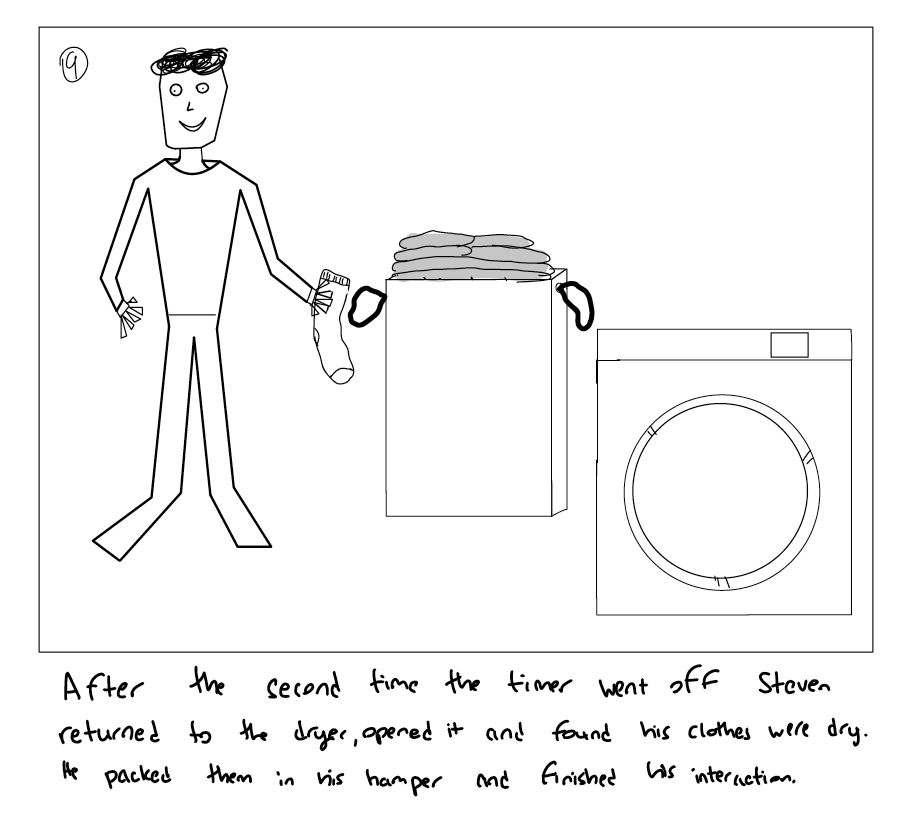 9
After the second time the timer went off Steven
returned to the dryer, opened it and found his clothes were dry.
He packed them in his hamper and finished his interaction.